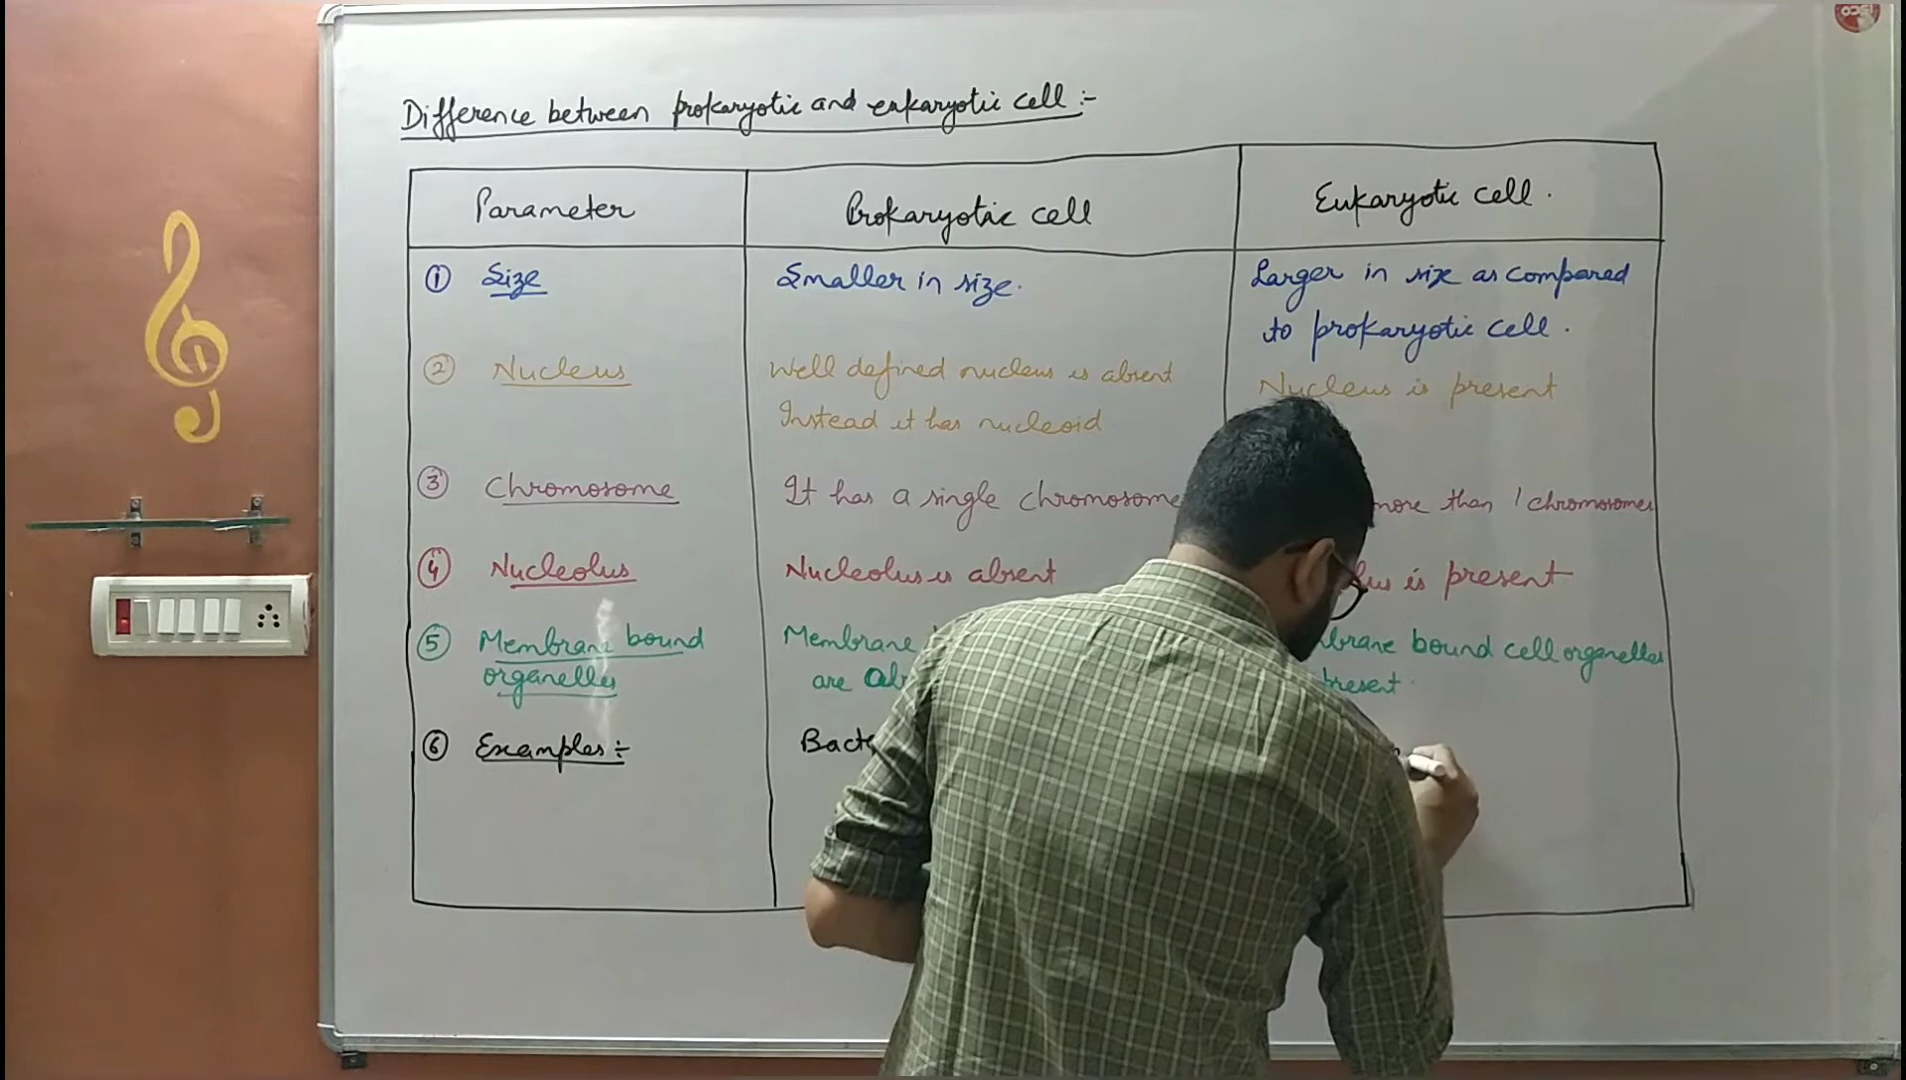 Difference between prokaryotic and eukaryotic cell :-
Parameter
Prokaryotic cell
Eukaryotic cell.
① Size
Smaller in size.
Larger in size as compared
to prokaryotic cell.
② Nucleus
Well defined nucleus is absent
Instead it has nucleoid
Nucleus is present
③ Chromosome
It has a single chromosome
more than 1 chromosomes
④ Nucleolus
Nucleolus is absent
is present
⑤ Membrane bound
organelles
Membrane
are
bound cell organelles
present.
⑥ Examples :-